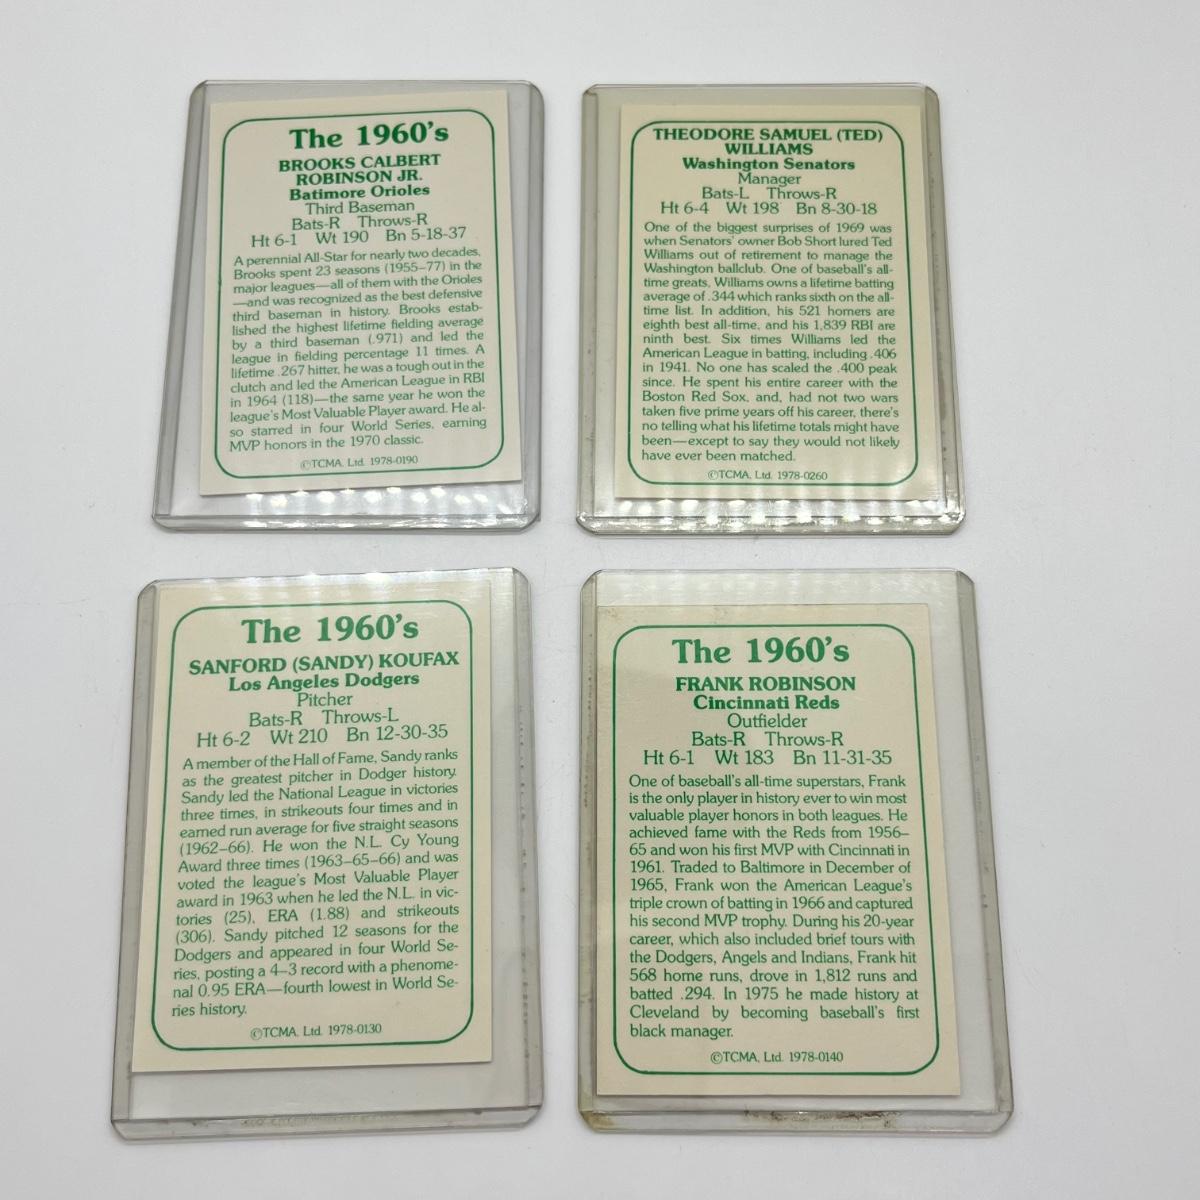 The 1960's
BROOKS CALBERT
ROBINSON JR.
Batimore Orioles
Third Baseman
Bats-R Throws-R
Ht 6-1 Wt 190 Bn 5-18-37
A perennial All-Star for nearly two decades,
Brooks spent 23 seasons (1955–77) in the
major leagues—all of them with the Orioles
—and was recognized as the best defensive
third baseman in history. Brooks estab-
lished the highest lifetime fielding average
by a third baseman (.971) and led the
league in fielding percentage 11 times. A
lifetime .267 hitter, he was a tough out in the
clutch and led the American League in RBI
in 1964 (118)—the same year he won the
league's Most Valuable Player award. He al-
so starred in four World Series, earning
MVP honors in the 1970 classic.
©TCMA, Ltd. 1978-0190
THEODORE SAMUEL (TED)
WILLIAMS
Washington Senators
Manager
Bats-L Throws-R
Ht 6-4 Wt 198 Bn 8-30-18
One of the biggest surprises of 1969 was
when Senators' owner Bob Short lured Ted
Williams out of retirement to manage the
Washington ballclub. One of baseball's all-
time greats, Williams owns a lifetime batting
average of .344 which ranks sixth on the all-
time list. In addition, his 521 homers are
eighth best all-time, and his 1,839 RBI are
ninth best. Six times Williams led the
American League in batting, including .406
in 1941. No one has scaled the .400 peak
since. He spent his entire career with the
Boston Red Sox, and, had not two wars
taken five prime years off his career, there's
no telling what his lifetime totals might have
been—except to say they would not likely
have ever been matched.
©TCMA, Ltd. 1978-0260
The 1960's
SANFORD (SANDY) KOUFAX
Los Angeles Dodgers
Pitcher
Bats-R Throws-L
Ht 6-2 Wt 210 Bn 12-30-35
A member of the Hall of Fame, Sandy ranks
as the greatest pitcher in Dodger history.
Sandy led the National League in victories
three times, in strikeouts four times and in
earned run average for five straight seasons
(1962–66). He won the N.L. Cy Young
Award three times (1963–65–66) and was
voted the league's Most Valuable Player
award in 1963 when he led the N.L. in vic-
tories (25), ERA (1.88) and strikeouts
(306). Sandy pitched 12 seasons for the
Dodgers and appeared in four World Se-
ries, posting a 4–3 record with a phenome-
nal 0.95 ERA—fourth lowest in World Se-
ries history.
©TCMA, Ltd. 1978-0130
The 1960's
FRANK ROBINSON
Cincinnati Reds
Outfielder
Bats-R Throws-R
Ht 6-1 Wt 183 Bn 11-31-35
One of baseball's all-time superstars, Frank
is the only player in history ever to win most
valuable player honors in both leagues. He
achieved fame with the Reds from 1956–
65 and won his first MVP with Cincinnati in
1961. Traded to Baltimore in December of
1965, Frank won the American League's
triple crown of batting in 1966 and captured
his second MVP trophy. During his 20-year
career, which also included brief tours with
the Dodgers, Angels and Indians, Frank hit
568 home runs, drove in 1,812 runs and
batted .294. In 1975 he made history at
Cleveland by becoming baseball's first
black manager.
©TCMA, Ltd. 1978-0140